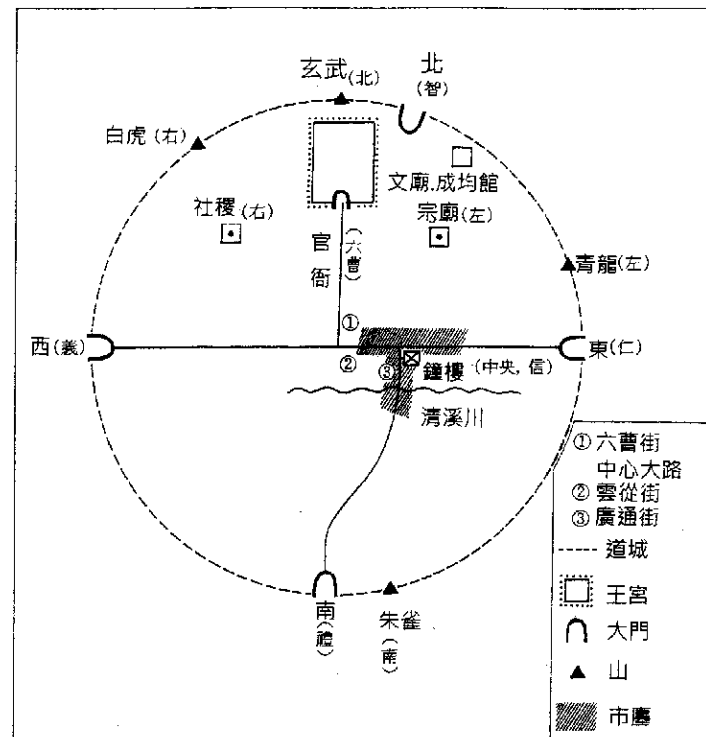 玄武(北)
北
(智)
白虎(右)
文廟.成均館
社稷(右)
宗廟(左)
官衙
(六曹)
青龍(左)
①
西(義)
東(仁)
②
③
鐘樓
(中央, 信)
清溪川
南(禮)
朱雀(南)
①六曹街
中心大路
②雲從街
③廣通街
道城
王宮
大門
山
市廛